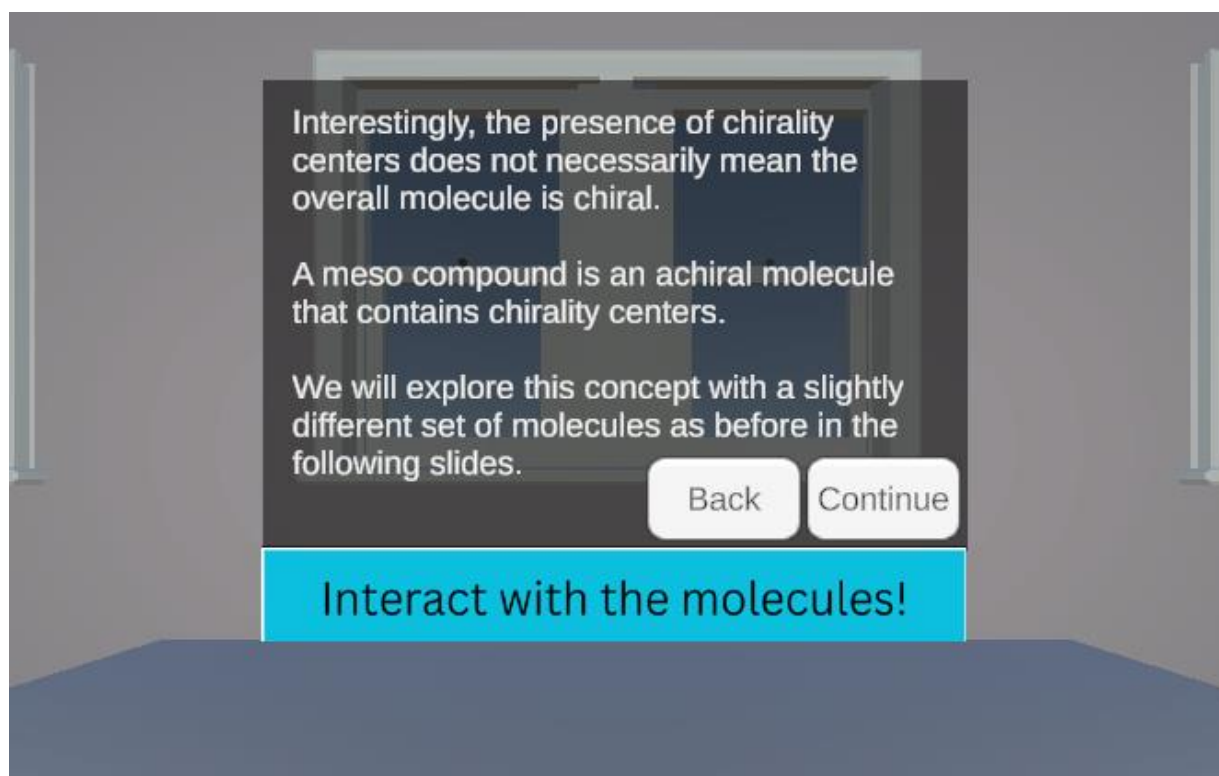 Interestingly, the presence of chirality
centers does not necessarily mean the
overall molecule is chiral.
A meso compound is an achiral molecule
that contains chirality centers.
We will explore this concept with a slightly
different set of molecules as before in the
following slides.
Back
Continue
Interact with the molecules!